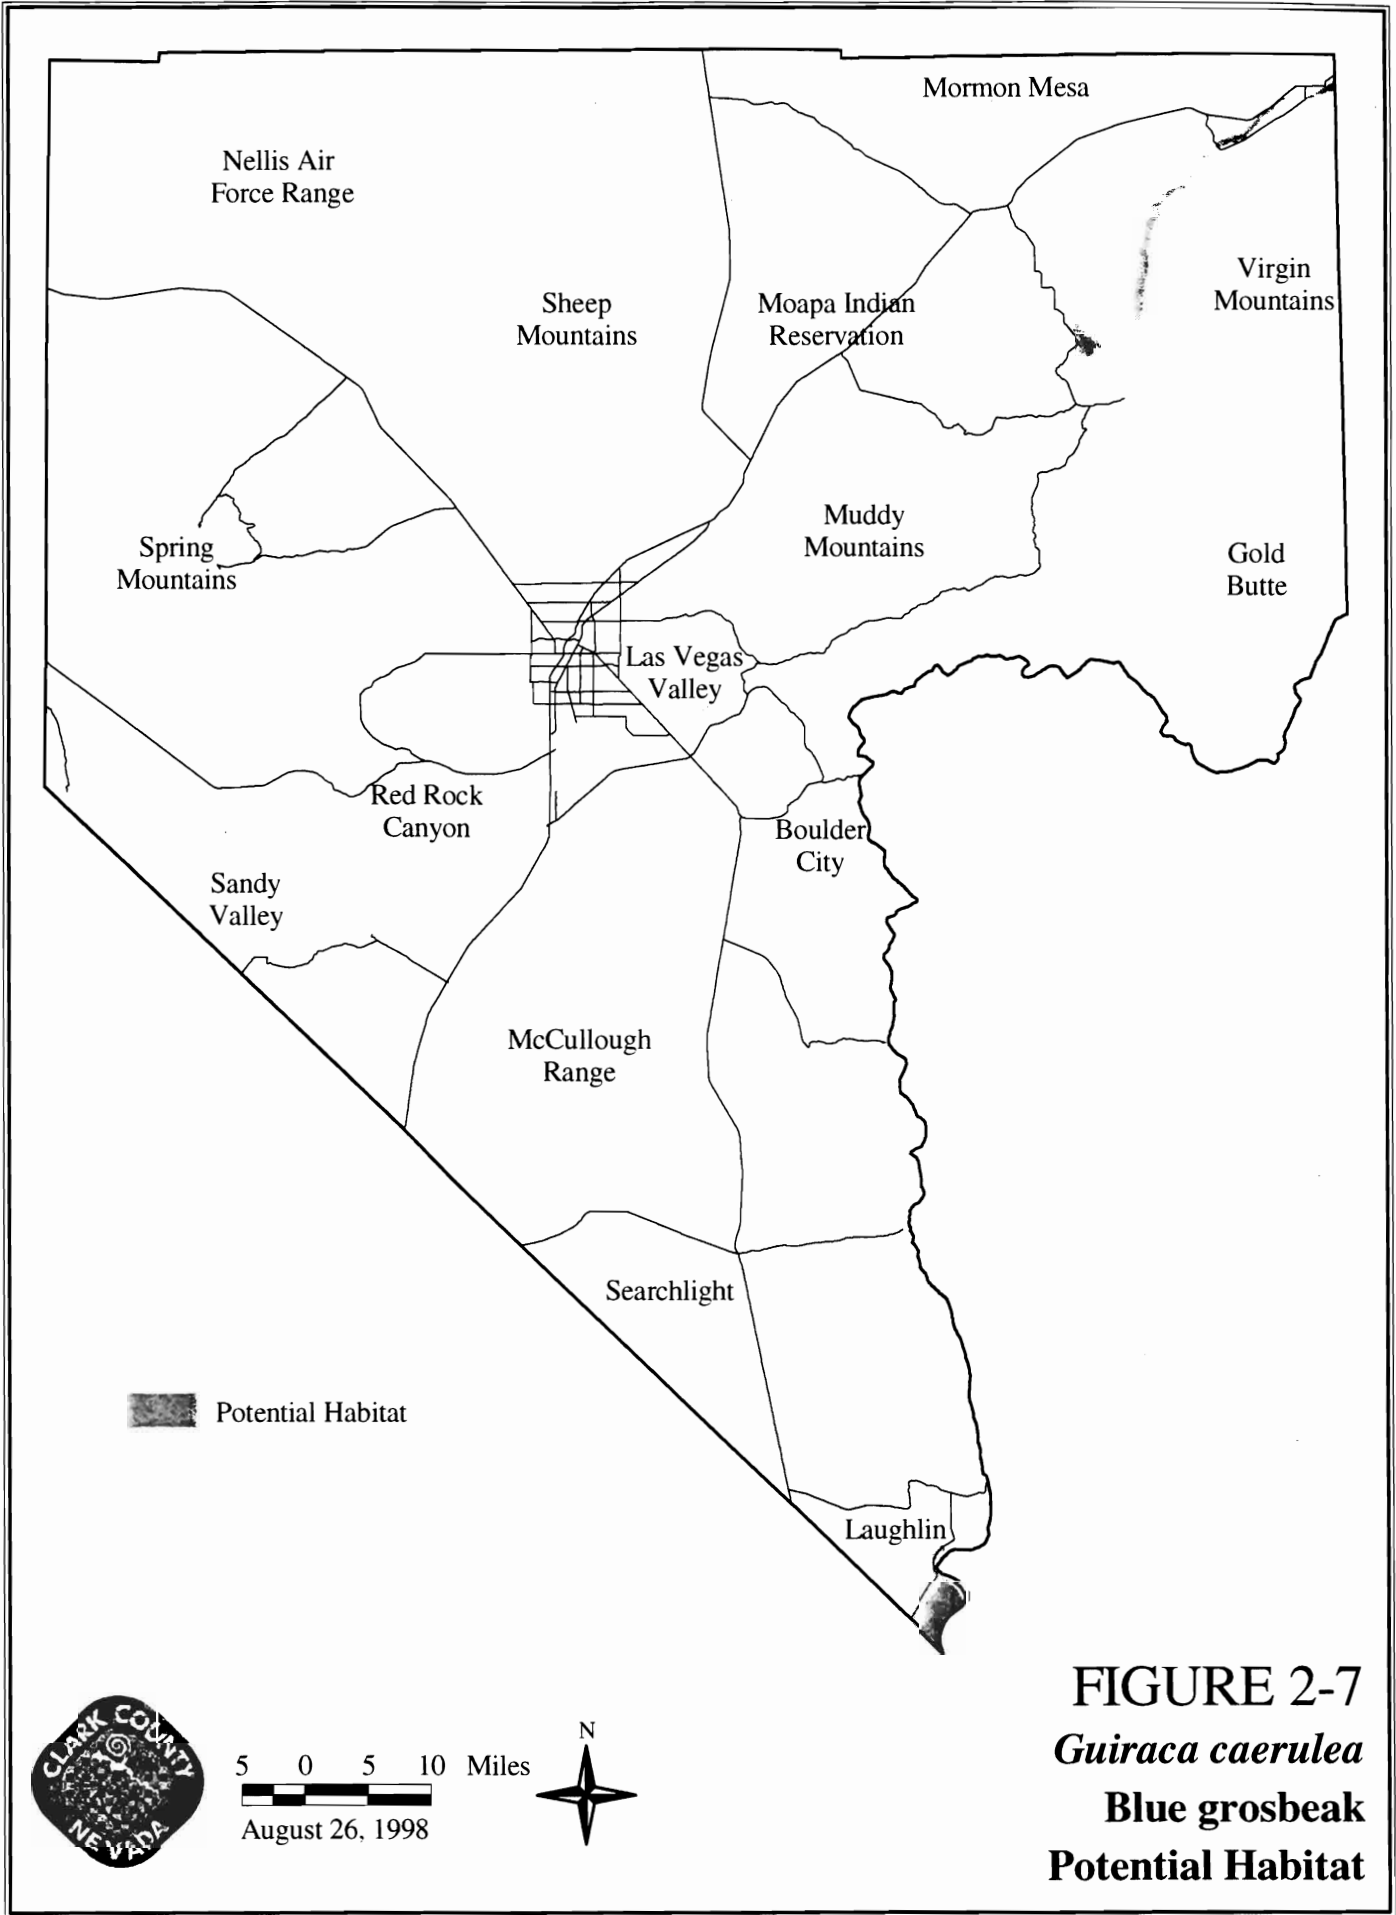 Mormon Mesa
Nellis Air
Force Range
Virgin
Mountains
Sheep
Mountains
Moapa Indian
Reservation
Muddy
Mountains
Spring
Mountains
Gold
Butte
Las Vegas
Valley
Red Rock
Canyon
Boulder
City
Sandy
Valley
McCullough
Range
Searchlight
Potential Habitat
Laughlin
FIGURE 2-7
Guiraca caerulea
Blue grosbeak
Potential Habitat
CLARK COUNTY
NEVADA
5 0 5 10 Miles
August 26, 1998
N